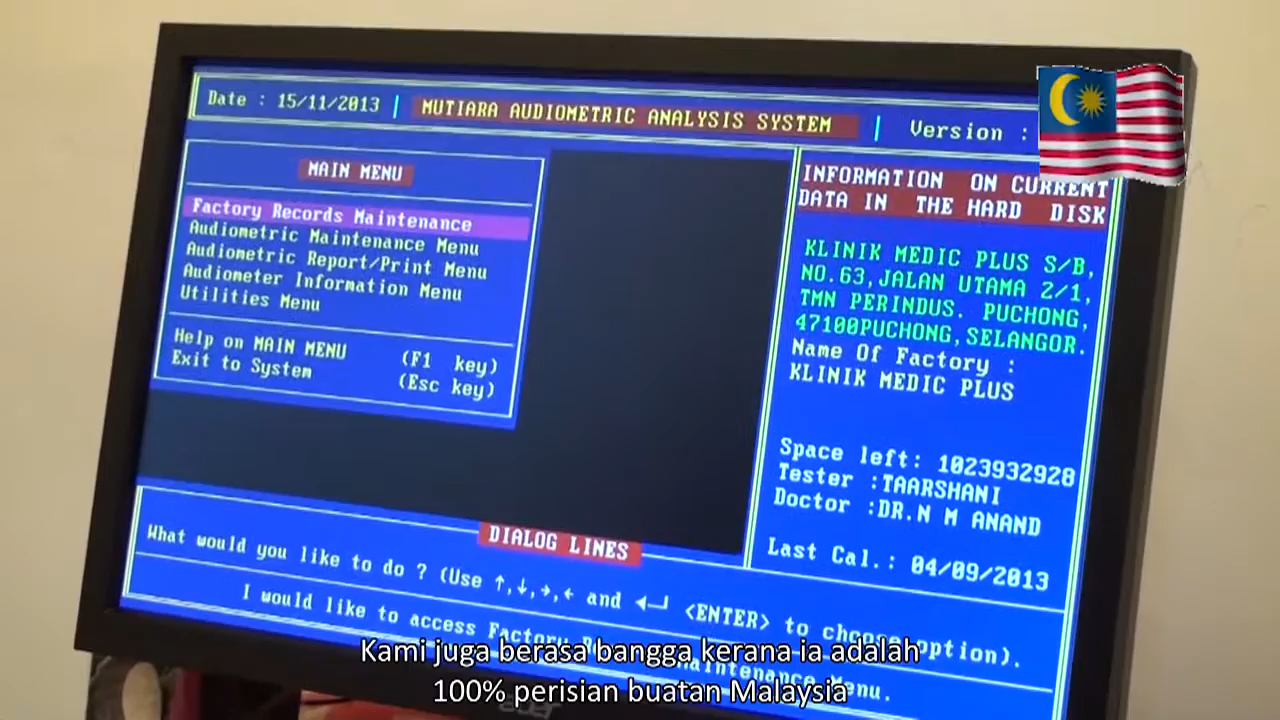 Date : 15/11/2013
MUTIARA AUDIOMETRIC ANALYSIS SYSTEM
Version :
MAIN MENU
Factory Records Maintenance
Audiometric Maintenance Menu
Audiometric Report/Print Menu
Audiometer Information Menu
Utilities Menu
Help on MAIN MENU (F1 key)
Exit to System (Esc key)
INFORMATION ON CURRENT
DATA IN THE HARD DISK
KLINIK MEDIC PLUS S/B,
NO.63,JALAN UTAMA 2/1,
TMN PERINDUS. PUCHONG,
47100PUCHONG,SELANGOR.
Name Of Factory :
KLINIK MEDIC PLUS
Space left: 1023932928
Tester :TAARSHANI
Doctor :DR.N M ANAND
Last Cal.: 04/09/2013
DIALOG LINES
What would you like to do ? (Use ↑,↓,→,← and ◄─┘ <ENTER> to choose option).
I would like to access Factory Maintenance Menu.
Kami juga berasa bangga kerana ia adalah
100% perisian buatan Malaysia